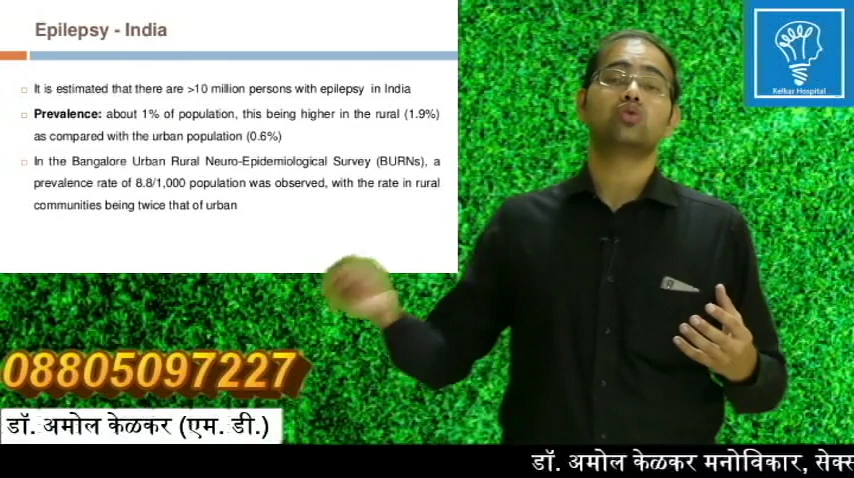 Epilepsy - India
It is estimated that there are >10 million persons with epilepsy in India
Prevalence: about 1% of population, this being higher in the rural (1.9%)
as compared with the urban population (0.6%)
In the Bangalore Urban Rural Neuro-Epidemiological Survey (BURNs), a
prevalence rate of 8.8/1,000 population was observed, with the rate in rural
communities being twice that of urban
Kelkar Hospital
08805097227
डॉ. अमोल केळकर (एम. डी.)
डॉ. अमोल केळकर मनोविकार, सेक्स